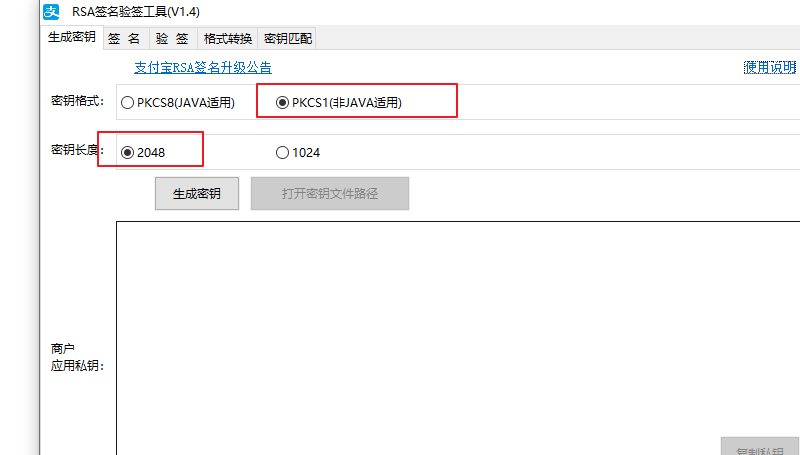 RSA签名验签工具(V1.4)
生成密钥 签 名 验 签 格式转换 密钥匹配
支付宝RSA签名升级公告 使用说明
密钥格式: PKCS8(JAVA适用) PKCS1(非JAVA适用)
密钥长度: 2048 1024
生成密钥 打开密钥文件路径
商户
应用私钥:
复制私钥